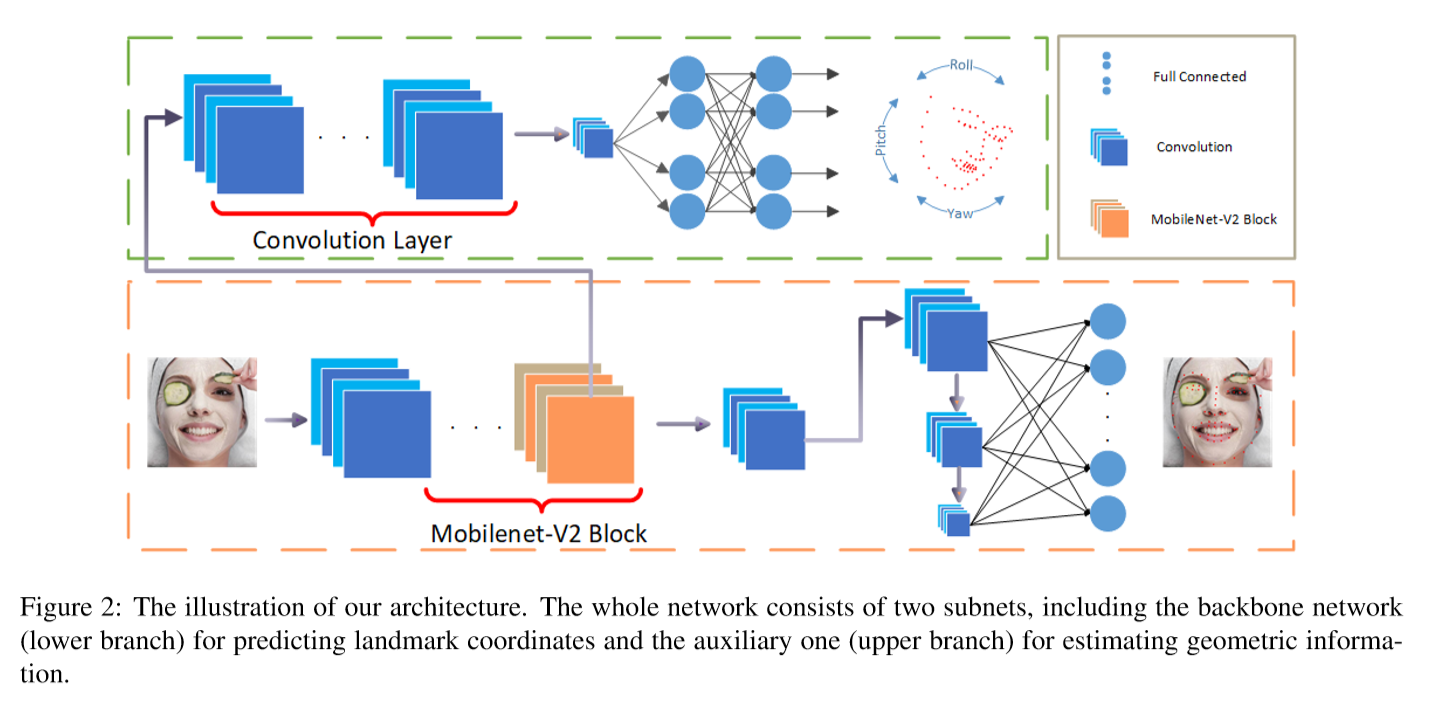 Roll
Pitch
Yaw
Convolution Layer
Full Connected
Convolution
MobileNet-V2 Block
Mobilenet-V2 Block
Figure 2: The illustration of our architecture. The whole network consists of two subnets, including the backbone network
(lower branch) for predicting landmark coordinates and the auxiliary one (upper branch) for estimating geometric informa-
tion.